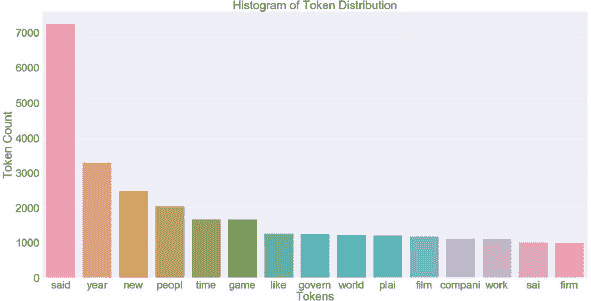 Histogram of Token Distribution
7000
6000
5000
4000
3000
2000
1000
0
Token Count
said year new peopl time game like govern world plai film compani work sai firm
Tokens